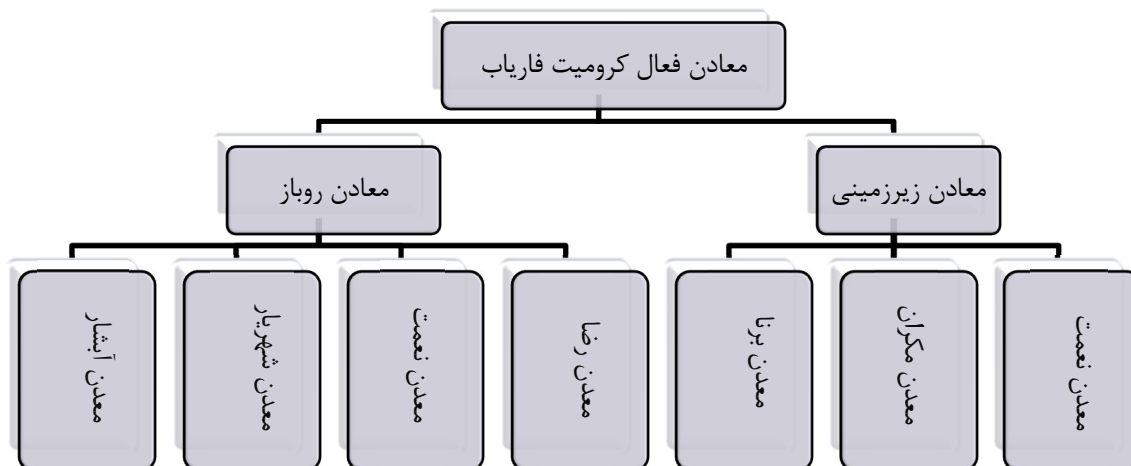 معادن فعال کرومیت فاریاب
معادن زیرزمینی
معادن روباز
معدن نعمت
معدن مکران
معدن برنا
معدن رضا
معدن نعمت
معدن شهریار
معدن آبشار